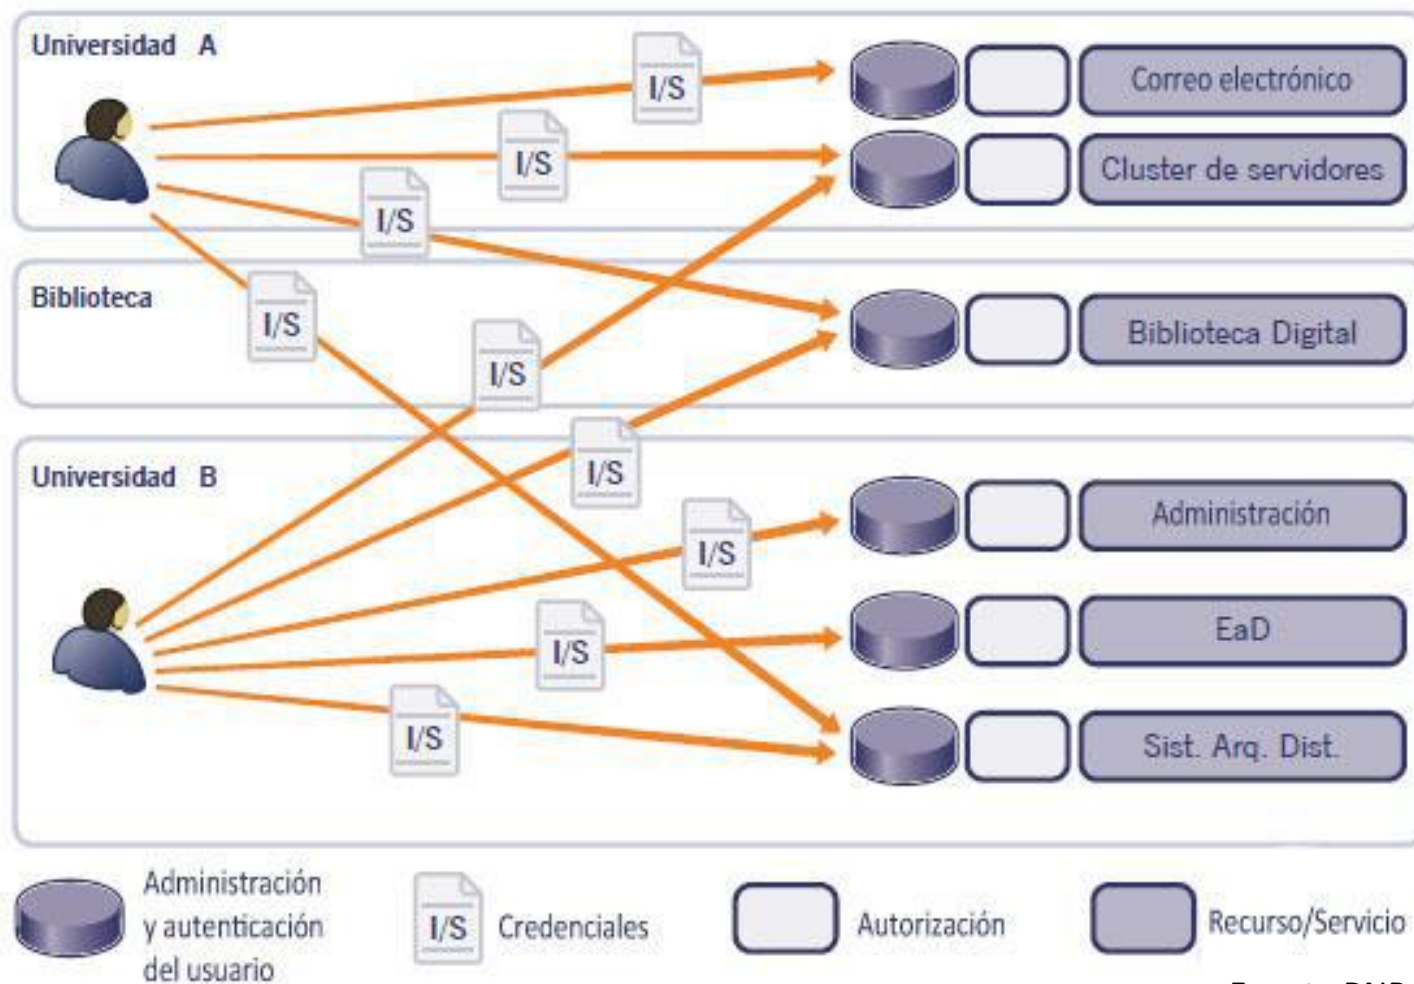 Universidad A
I/S
Correo electrónico
I/S
Cluster de servidores
I/S
Biblioteca
I/S
Biblioteca Digital
I/S
I/S
Universidad B
I/S
Administración
I/S
EaD
I/S
Sist. Arq. Dist.
Administración
y autenticación
del usuario
I/S
Credenciales
Autorización
Recurso/Servicio